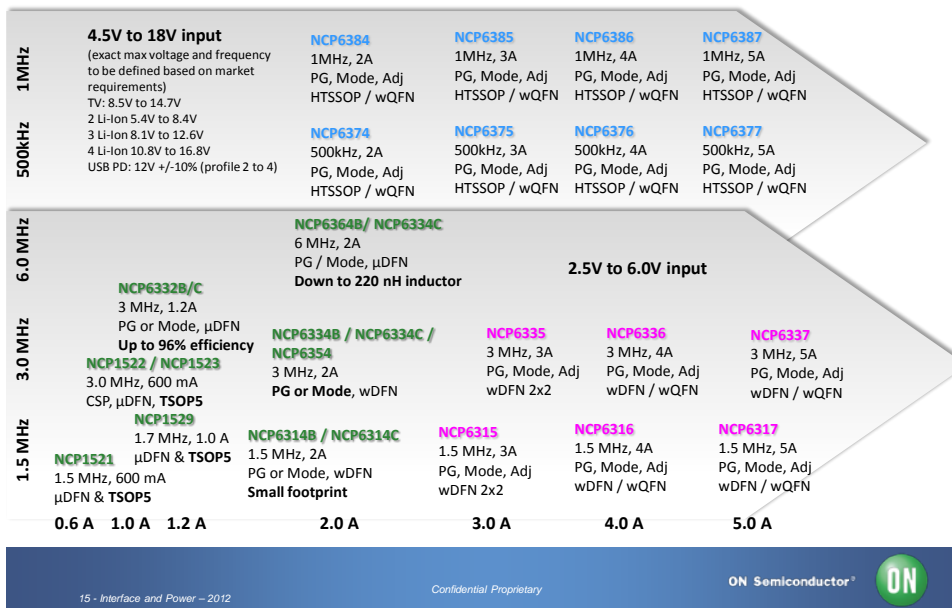 1MHz
4.5V to 18V input
(exact max voltage and frequency
to be defined based on market
requirements)
TV: 8.5V to 14.7V
2 Li-Ion 5.4V to 8.4V
3 Li-Ion 8.1V to 12.6V
4 Li-Ion 10.8V to 16.8V
USB PD: 12V +/-10% (profile 2 to 4)
NCP6384
1MHz, 2A
PG, Mode, Adj
HTSSOP / wQFN
NCP6385
1MHz, 3A
PG, Mode, Adj
HTSSOP / wQFN
NCP6386
1MHz, 4A
PG, Mode, Adj
HTSSOP / wQFN
NCP6387
1MHz, 5A
PG, Mode, Adj
HTSSOP / wQFN
500kHz
NCP6374
500kHz, 2A
PG, Mode, Adj
HTSSOP / wQFN
NCP6375
500kHz, 3A
PG, Mode, Adj
HTSSOP / wQFN
NCP6376
500kHz, 4A
PG, Mode, Adj
HTSSOP / wQFN
NCP6377
500kHz, 5A
PG, Mode, Adj
HTSSOP / wQFN
6.0 MHz
NCP6364B/ NCP6334C
6 MHz, 2A
PG / Mode, µDFN
Down to 220 nH inductor
2.5V to 6.0V input
3.0 MHz
NCP6332B/C
3 MHz, 1.2A
PG or Mode, µDFN
Up to 96% efficiency
NCP1522 / NCP1523
3.0 MHz, 600 mA
CSP, µDFN, TSOP5
NCP6334B / NCP6334C /
NCP6354
3 MHz, 2A
PG or Mode, wDFN
NCP6335
3 MHz, 3A
PG, Mode, Adj
wDFN 2x2
NCP6336
3 MHz, 4A
PG, Mode, Adj
wDFN / wQFN
NCP6337
3 MHz, 5A
PG, Mode, Adj
wDFN / wQFN
1.5 MHz
NCP1529
1.7 MHz, 1.0 A
µDFN & TSOP5
NCP1521
1.5 MHz, 600 mA
µDFN & TSOP5
NCP6314B / NCP6314C
1.5 MHz, 2A
PG or Mode, wDFN
Small footprint
NCP6315
1.5 MHz, 3A
PG, Mode, Adj
wDFN 2x2
NCP6316
1.5 MHz, 4A
PG, Mode, Adj
wDFN / wQFN
NCP6317
1.5 MHz, 5A
PG, Mode, Adj
wDFN / wQFN
0.6 A 1.0 A 1.2 A 2.0 A 3.0 A 4.0 A 5.0 A
15 - Interface and Power – 2012
Confidential Proprietary
ON Semiconductor®
ON